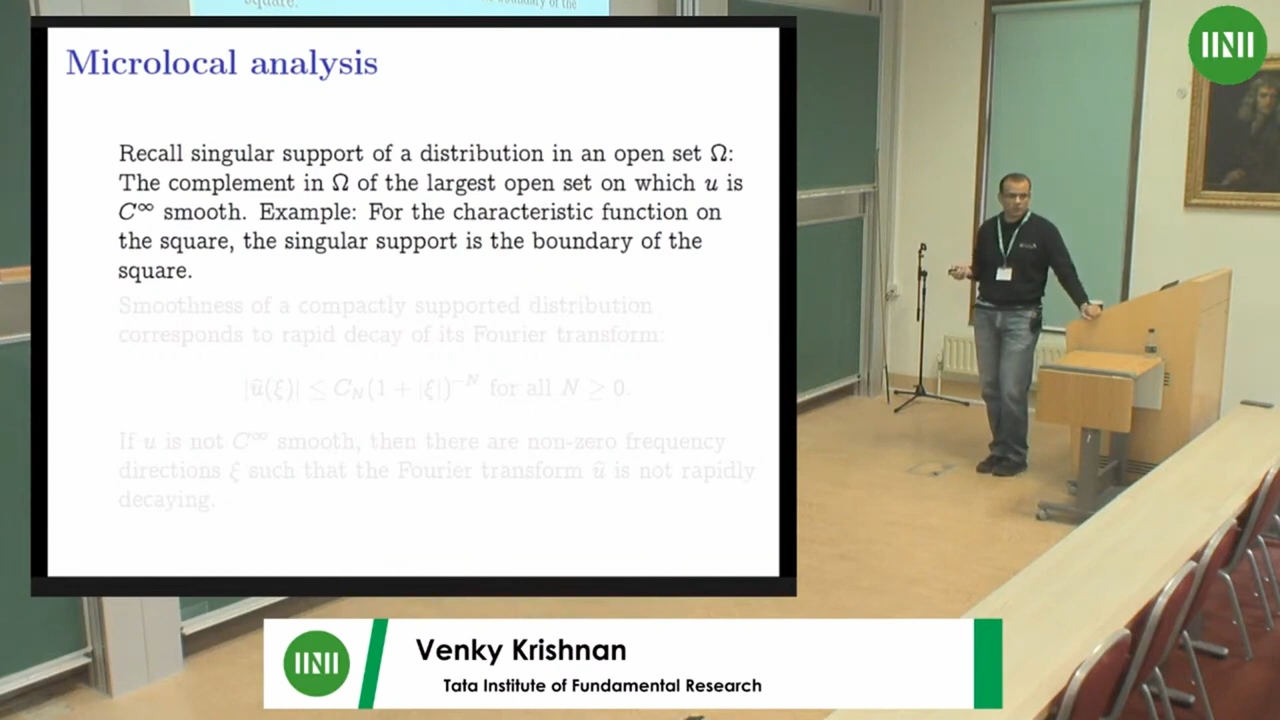 square.
boundary of the
Microlocal analysis
Recall singular support of a distribution in an open set Ω:
The complement in Ω of the largest open set on which u is
C^∞ smooth. Example: For the characteristic function on
the square, the singular support is the boundary of the
square.
Smoothness of a compactly supported distribution
corresponds to rapid decay of its Fourier transform:
|û(ξ)| ≤ C_N(1 + |ξ|)^{-N} for all N ≥ 0.
If u is not C^∞ smooth, then there are non-zero frequency
directions ξ such that the Fourier transform û is not rapidly
decaying.
Venky Krishnan
Tata Institute of Fundamental Research